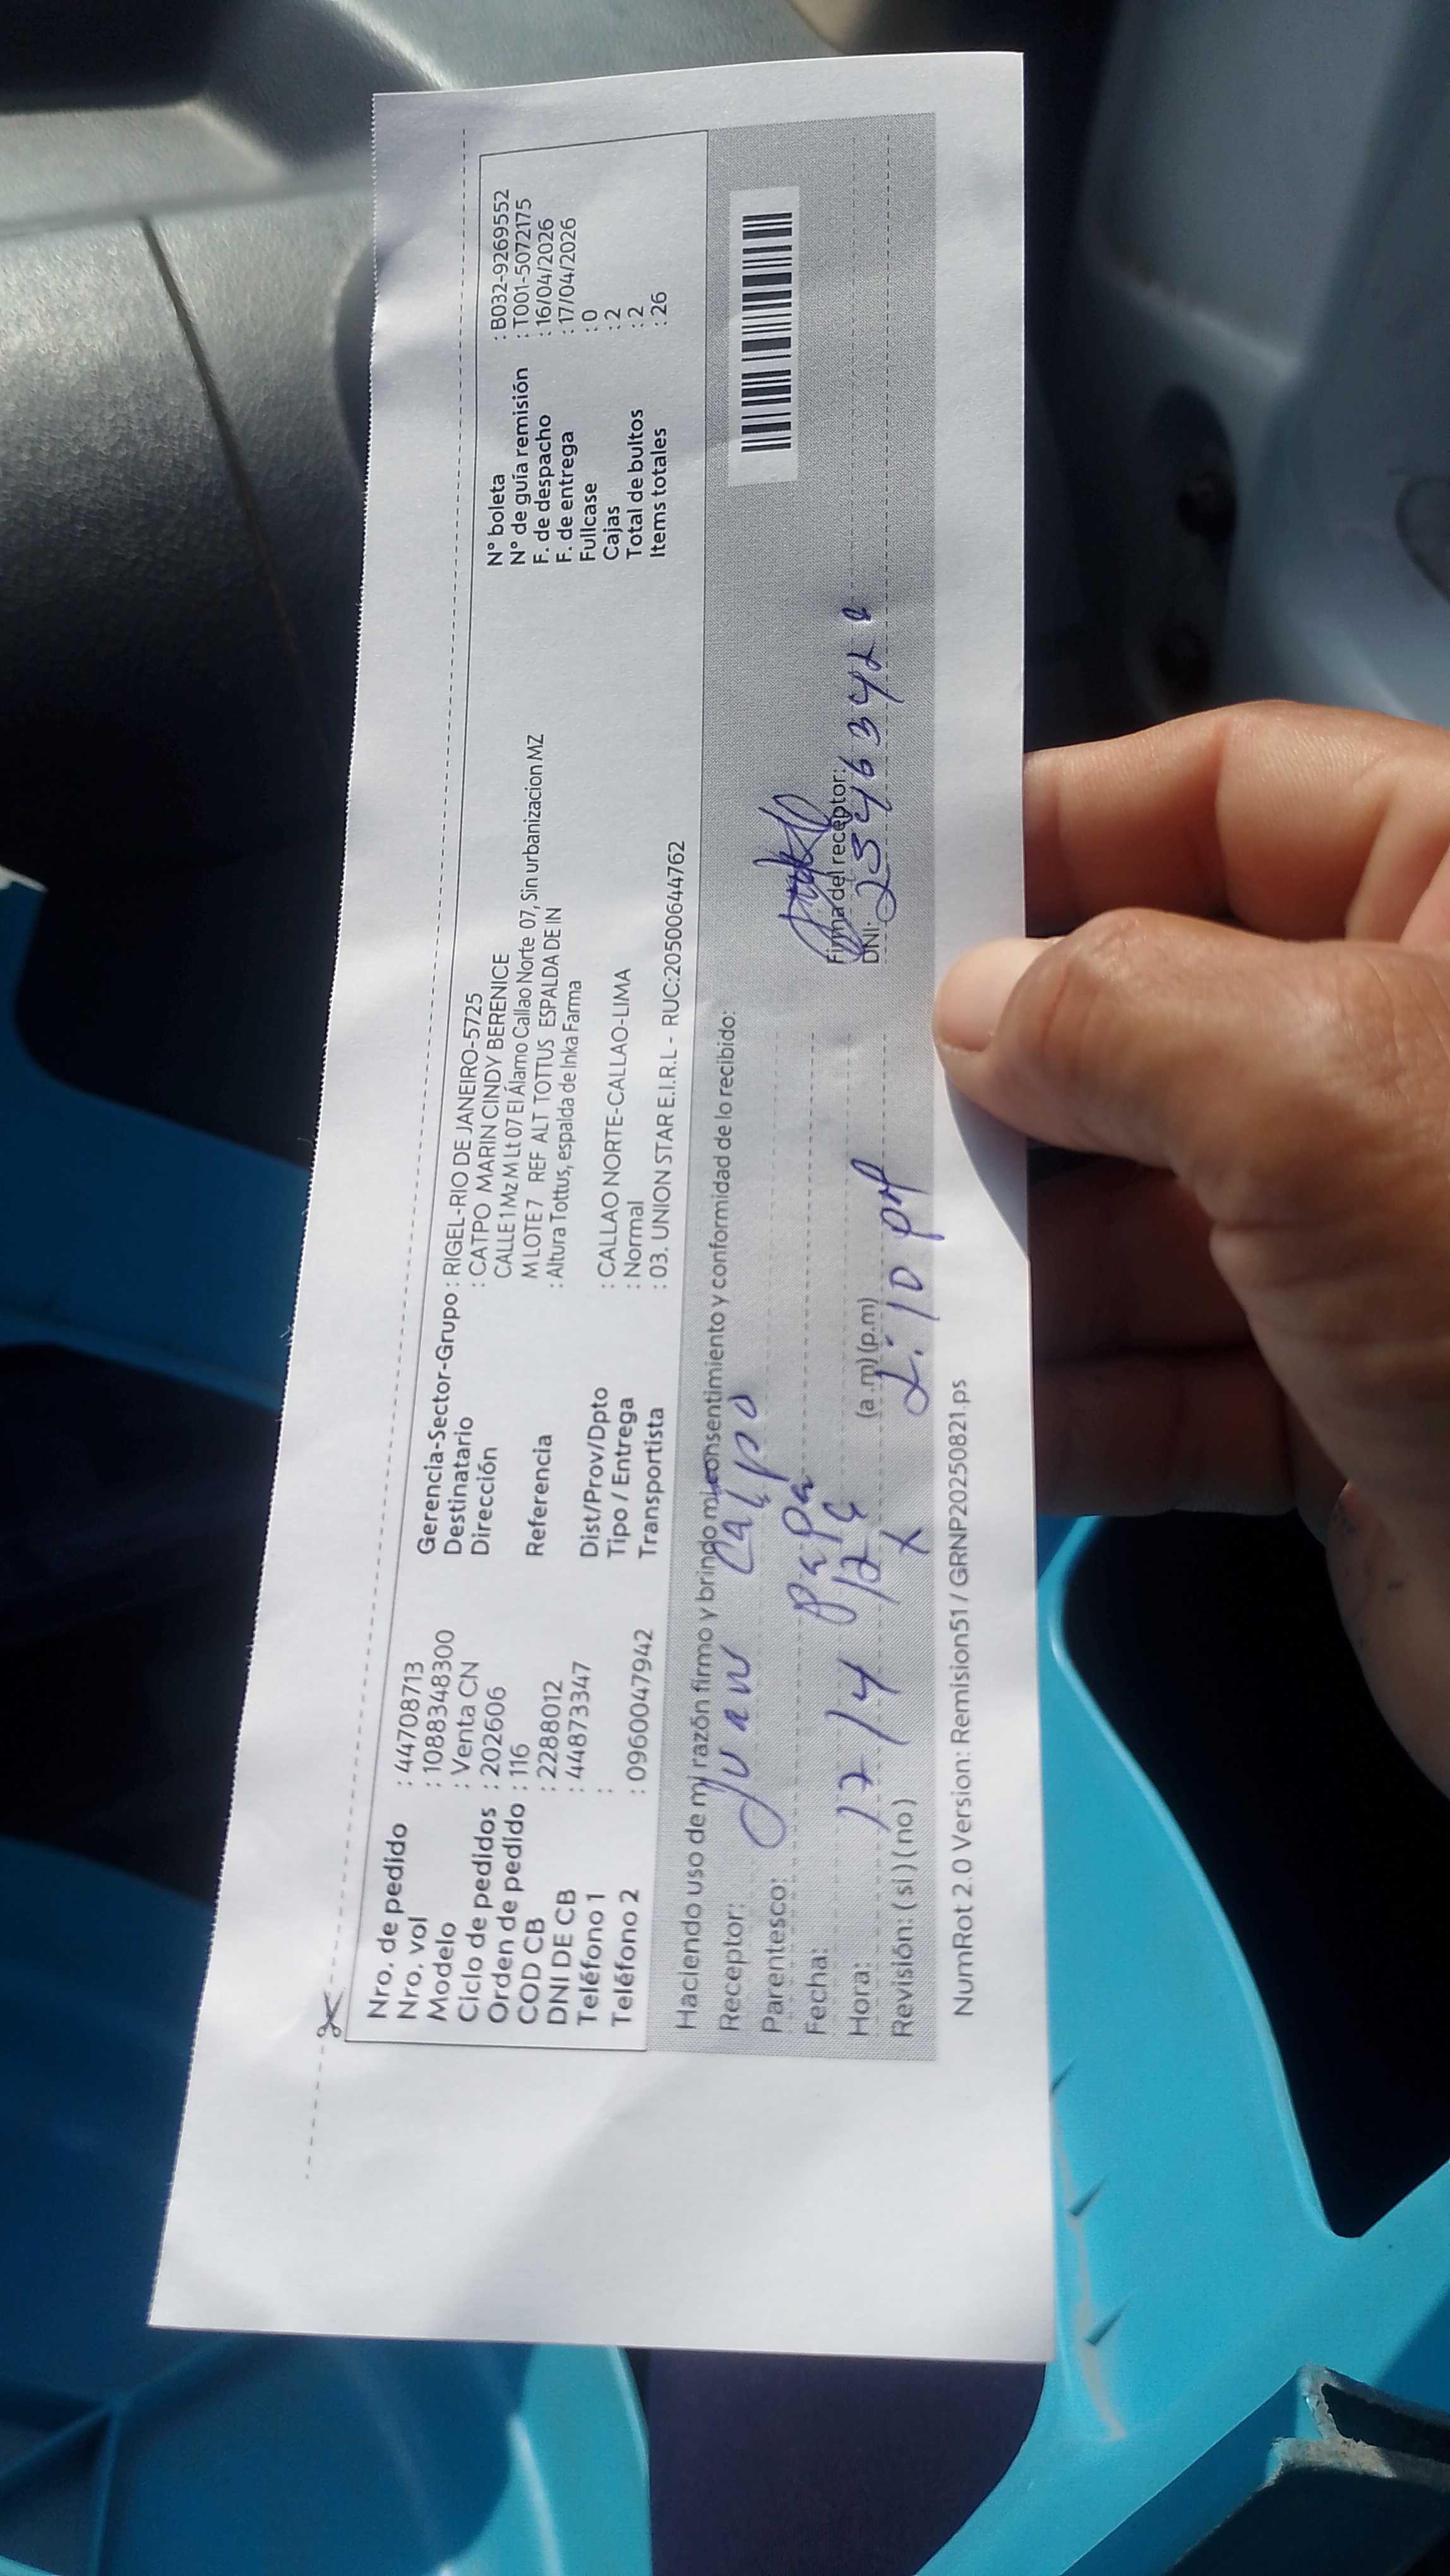 Nro. de pedido : 44708713
Nro. vol : 1088348300
Modelo : Venta CN
Ciclo de pedidos : 202606
Orden de pedido : 116
COD CB : 2288012
DNI DE CB : 44873347
Teléfono 1 :
Teléfono 2 : 0960047942
Gerencia-Sector-Grupo : RIGEL-RIO DE JANEIRO-5725
Destinatario : CATPO MARIN CINDY BERENICE
Dirección CALLE 1 Mz M Lt 07 El Álamo Callao Norte 07, Sin urbanizacion MZ
M LOTE 7 REF ALT TOTTUS ESPALDA DE IN
Referencia : Altura Tottus, espalda de Inka Farma
Dist/Prov/Dpto : CALLAO NORTE-CALLAO-LIMA
Tipo / Entrega : Normal
Transportista : 03. UNION STAR E.I.R.L - RUC:20500644762
N° boleta : B032-9269552
N° de guía remisión : T001-5072175
F. de despacho : 16/04/2026
F. de entrega : 17/04/2026
Fullcase : 0
Cajas : 2
Total de bultos : 2
Items totales : 26
Haciendo uso de mi razón firmo y bringo mi consentimiento y conformidad de lo recibido:
Receptor: Juan
Parentesco: papa
Fecha: 17/4
Hora: (a.m)(p.m)
2:10 pm
Revisión: ( si ) ( no ) X
Firma del receptor:
DNI:
NumRot 2.0 Version: Remision51 / GRNP20250821.ps